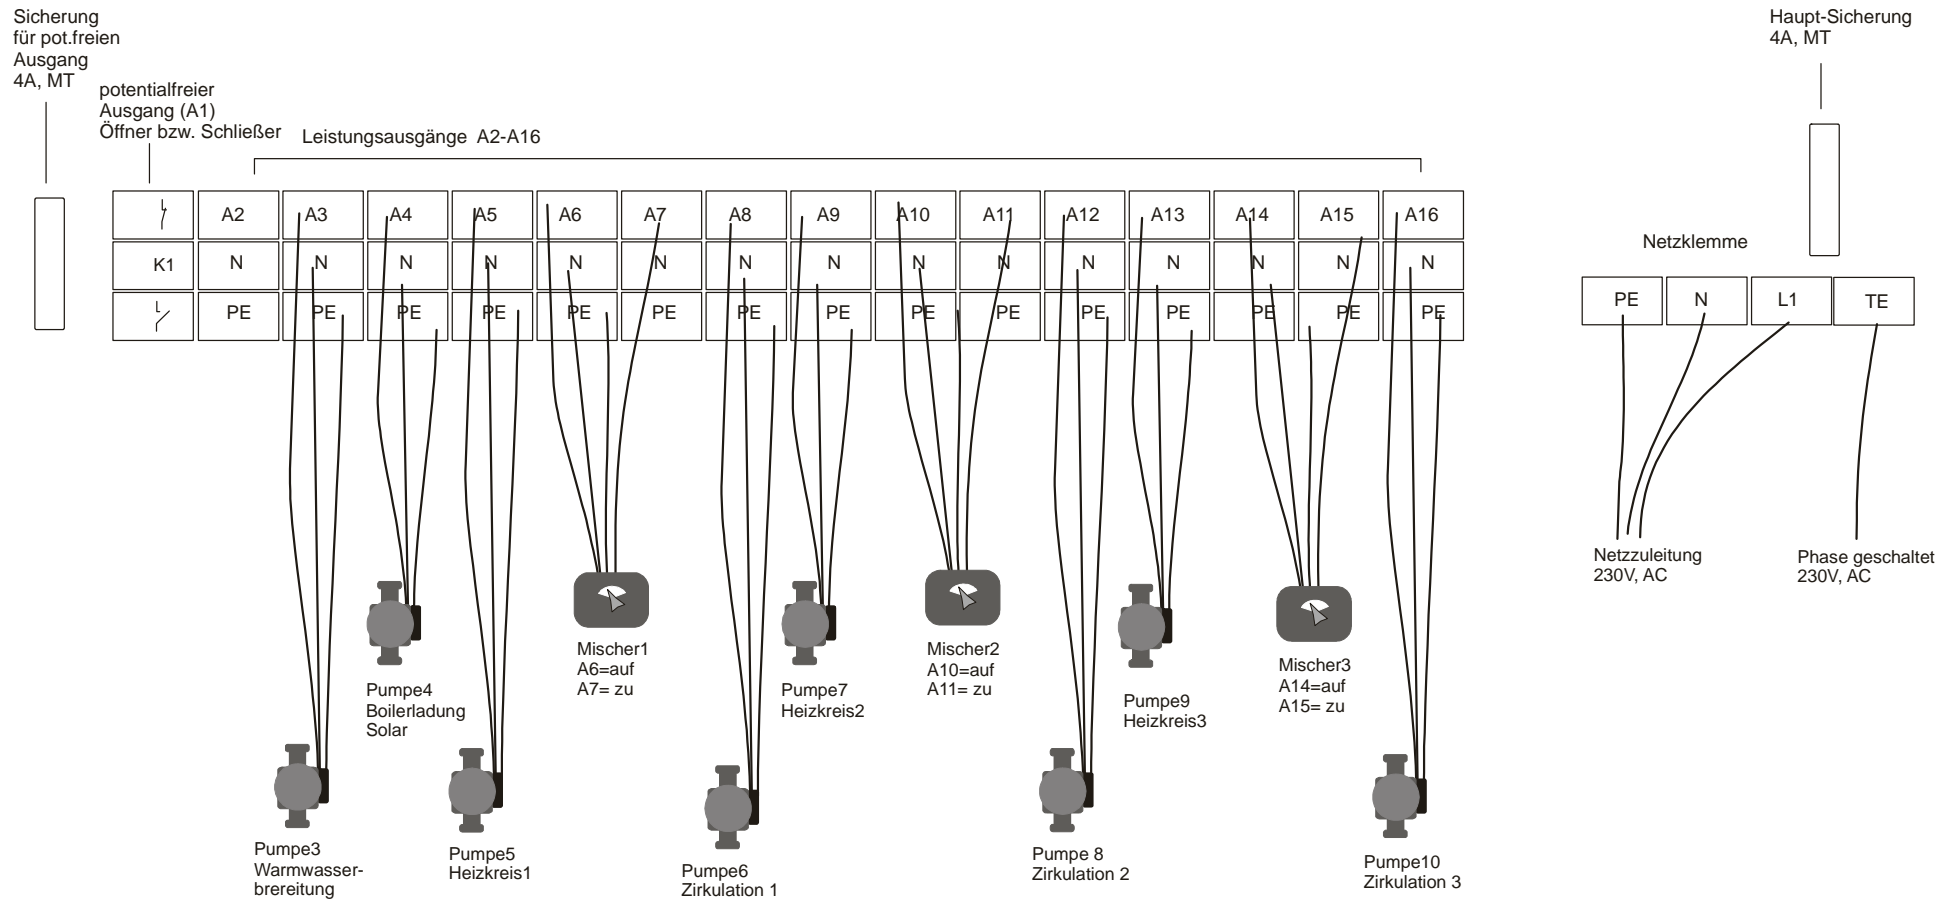 Sicherung
für pot.freien
Ausgang
4A, MT
potentialfreier
Ausgang (A1)
Öffner bzw. Schließer
Leistungsausgänge A2-A16
Haupt-Sicherung
4A, MT
A2 A3 A4 A5 A6 A7 A8 A9 A10 A11 A12 A13 A14 A15 A16
K1 N N N N N N N N N N N N N N N
PE PE PE PE PE PE PE PE PE PE PE PE PE PE PE
Netzklemme
PE N L1 TE
Netzzuleitung
230V, AC
Phase geschaltet
230V, AC
Mischer1
A6=auf
A7= zu
Mischer2
A10=auf
A11= zu
Mischer3
A14=auf
A15= zu
Pumpe4
Boilerladung
Solar
Pumpe7
Heizkreis2
Pumpe9
Heizkreis3
Pumpe3
Warmwasser-
brereitung
Pumpe5
Heizkreis1
Pumpe6
Zirkulation 1
Pumpe 8
Zirkulation 2
Pumpe10
Zirkulation 3